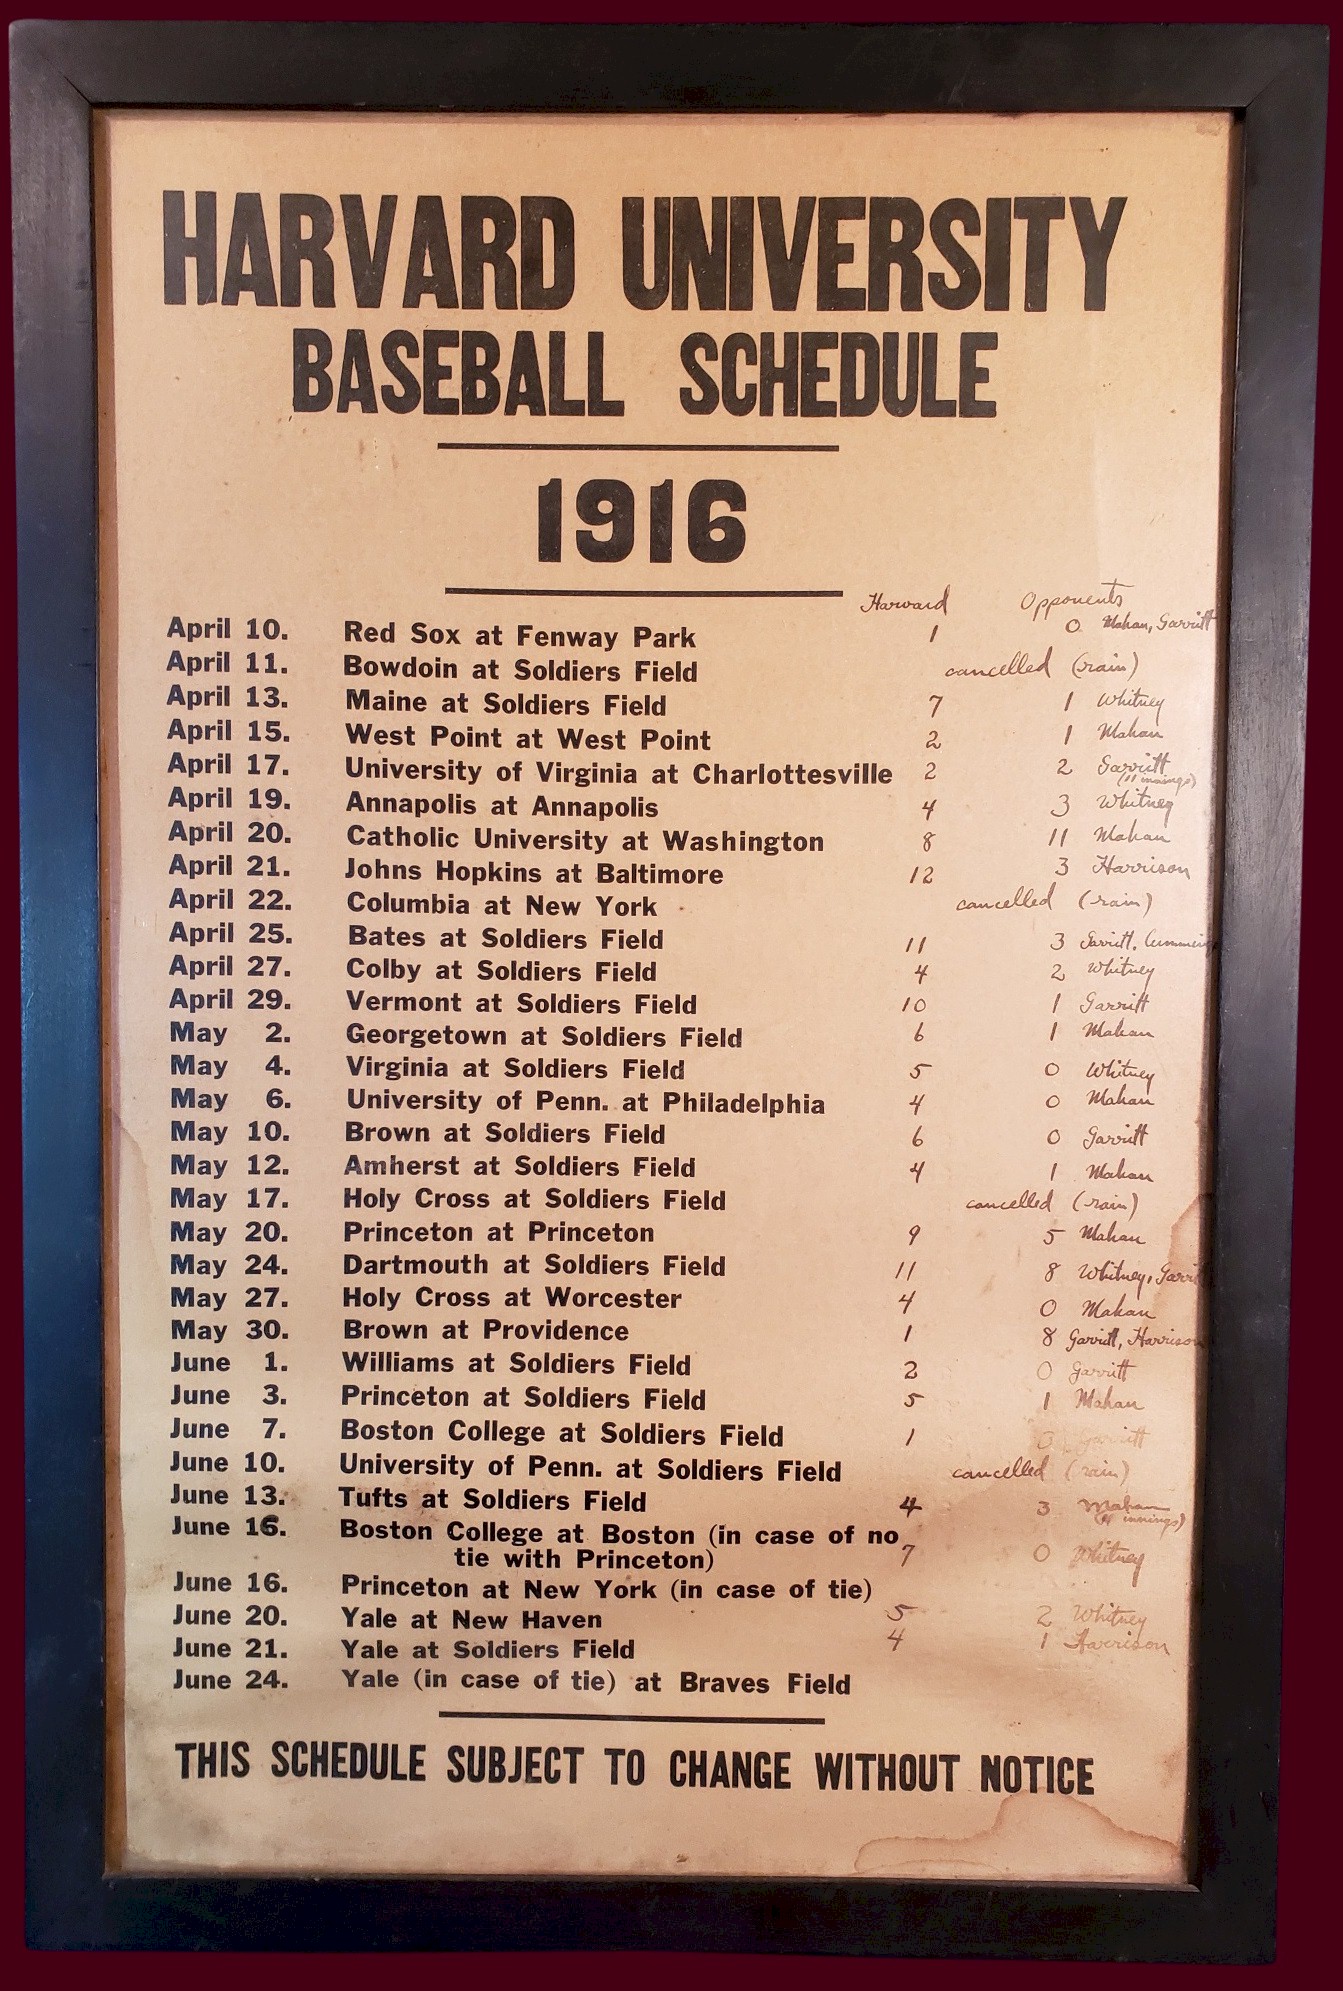 HARVARD UNIVERSITY
BASEBALL SCHEDULE
1916
Harvard Opponents
April 10. Red Sox at Fenway Park 1 0 Mahan, Garritt
April 11. Bowdoin at Soldiers Field cancelled (rain)
April 13. Maine at Soldiers Field 7 1 Whitney
April 15. West Point at West Point 2 1 Mahan
April 17. University of Virginia at Charlottesville 2 2 Garritt
(11 innings)
April 19. Annapolis at Annapolis 4 3 Whitney
April 20. Catholic University at Washington 8 11 Mahan
April 21. Johns Hopkins at Baltimore 12 3 Harrison
April 22. Columbia at New York cancelled (rain)
April 25. Bates at Soldiers Field 11 3 Garritt,
April 27. Colby at Soldiers Field 4 2 Whitney
April 29. Vermont at Soldiers Field 10 1 Garritt
May 2. Georgetown at Soldiers Field 6 1 Mahan
May 4. Virginia at Soldiers Field 5 0 Whitney
May 6. University of Penn. at Philadelphia 4 0 Mahan
May 10. Brown at Soldiers Field 6 0 Garritt
May 12. Amherst at Soldiers Field 4 1 Mahan
May 17. Holy Cross at Soldiers Field cancelled (rain)
May 20. Princeton at Princeton 9 5 Mahan
May 24. Dartmouth at Soldiers Field 11 8 Whitney, Garritt
May 27. Holy Cross at Worcester 4 0 Mahan
May 30. Brown at Providence 1 8 Garritt, Harrison
June 1. Williams at Soldiers Field 2 0 Garritt
June 3. Princeton at Soldiers Field 5 1 Mahan
June 7. Boston College at Soldiers Field 1 0 Garritt
June 10. University of Penn. at Soldiers Field cancelled (rain)
June 13. Tufts at Soldiers Field 4 3 Mahan
innings)
June 16. Boston College at Boston (in case of no
tie with Princeton) 7 0 Whitney
June 16. Princeton at New York (in case of tie)
June 20. Yale at New Haven 5 2 Whitney
June 21. Yale at Soldiers Field 4 1 Harrison
June 24. Yale (in case of tie) at Braves Field
THIS SCHEDULE SUBJECT TO CHANGE WITHOUT NOTICE